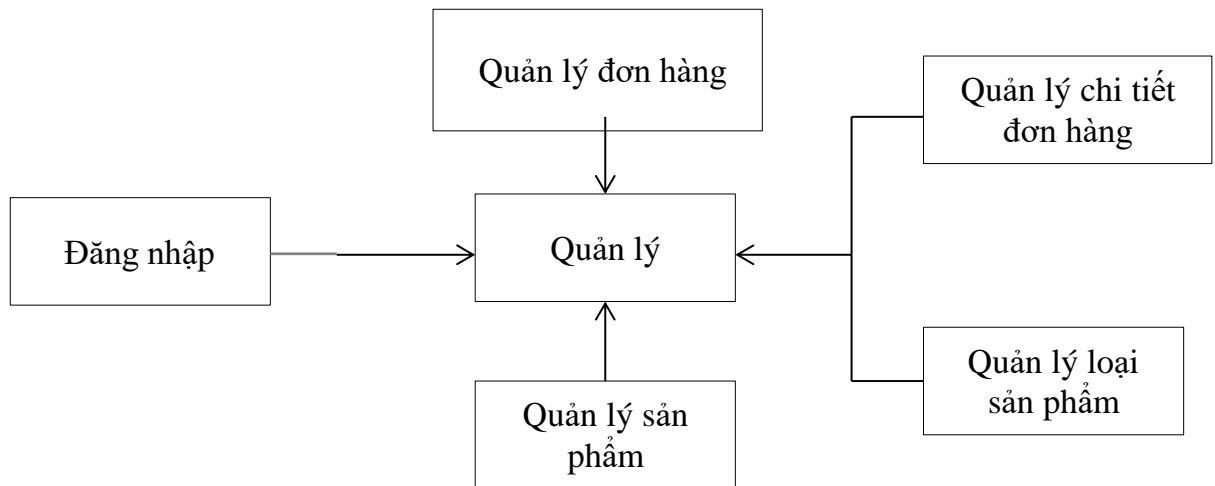 Quản lý đơn hàng
Quản lý chi tiết
đơn hàng
Đăng nhập
Quản lý
Quản lý loại
sản phẩm
Quản lý sản
phẩm